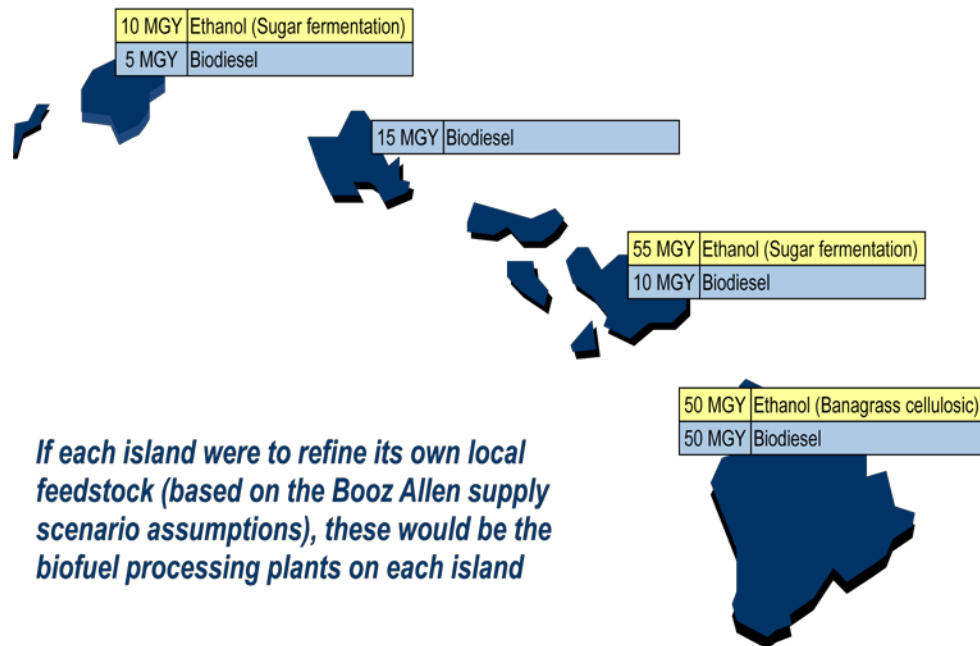 10 MGY Ethanol (Sugar fermentation)
5 MGY Biodiesel
15 MGY Biodiesel
55 MGY Ethanol (Sugar fermentation)
10 MGY Biodiesel
50 MGY Ethanol (Banagrass cellulosic)
50 MGY Biodiesel
If each island were to refine its own local
feedstock (based on the Booz Allen supply
scenario assumptions), these would be the
biofuel processing plants on each island